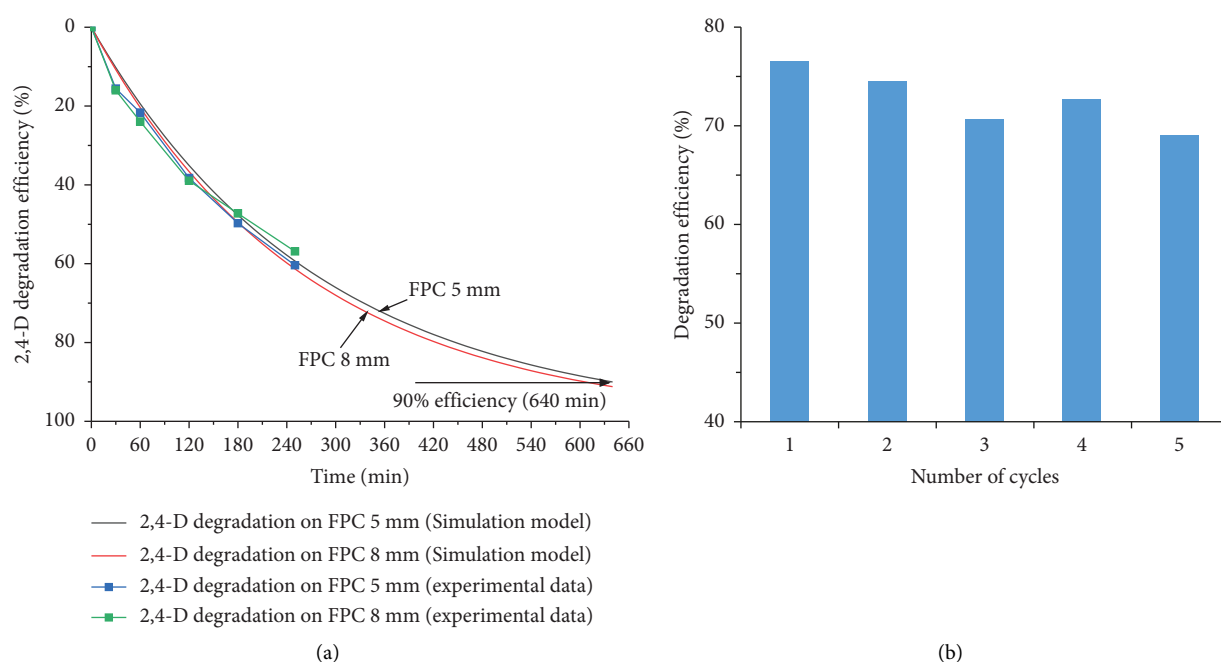 0
20
40
60
80
100
2,4-D degradation efficiency (%)
FPC 5 mm
FPC 8 mm
90% efficiency (640 min)
0 60 120 180 240 300 360 420 480 540 600 660
Time (min)
2,4-D degradation on FPC 5 mm (Simulation model)
2,4-D degradation on FPC 8 mm (Simulation model)
2,4-D degradation on FPC 5 mm (experimental data)
2,4-D degradation on FPC 8 mm (experimental data)
(a)
80
70
60
50
40
Degradation efficiency (%)
1 2 3 4 5
Number of cycles
(b)